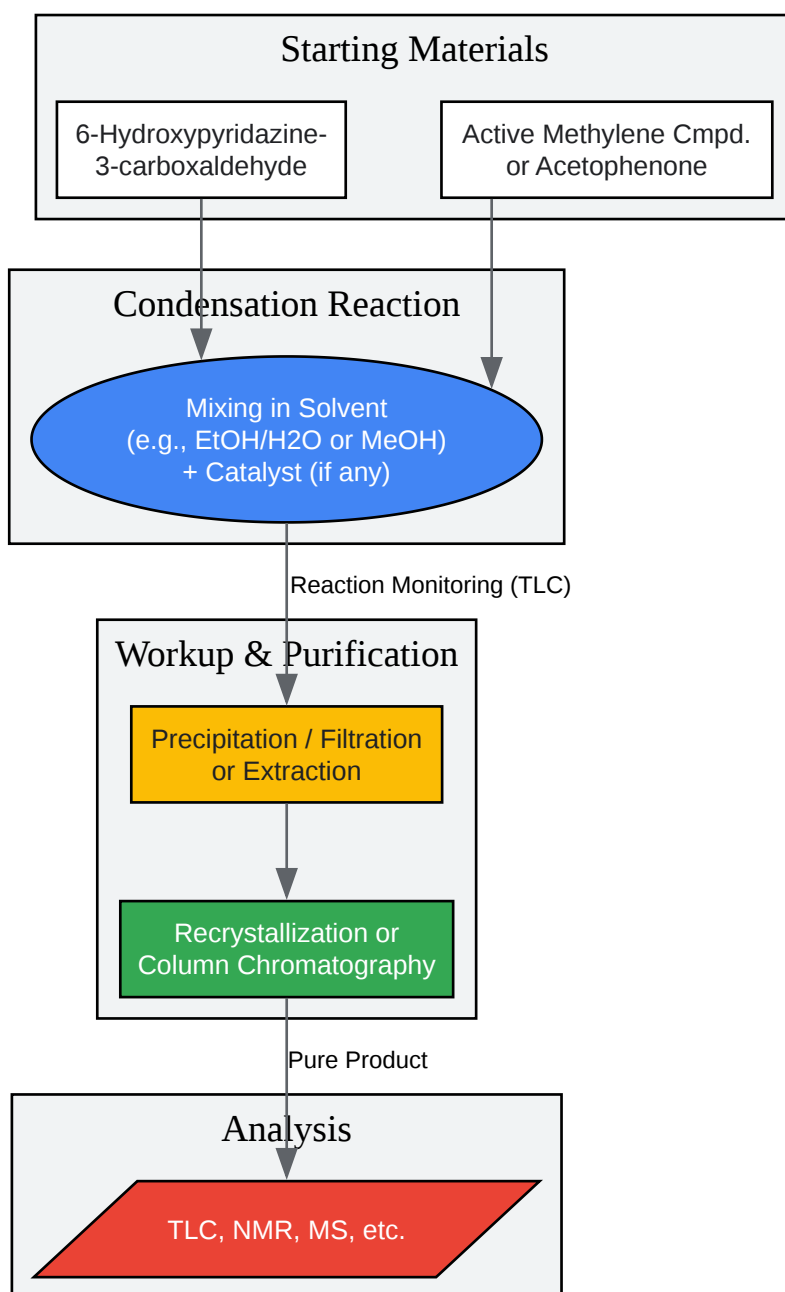 Starting Materials
6-Hydroxypyridazine-
3-carboxaldehyde
Active Methylene Cmpd.
or Acetophenone
Condensation Reaction
Mixing in Solvent
(e.g., EtOH/H2O or MeOH)
+ Catalyst (if any)
Reaction Monitoring (TLC)
Workup & Purification
Precipitation / Filtration
or Extraction
Recrystallization or
Column Chromatography
Pure Product
Analysis
TLC, NMR, MS, etc.